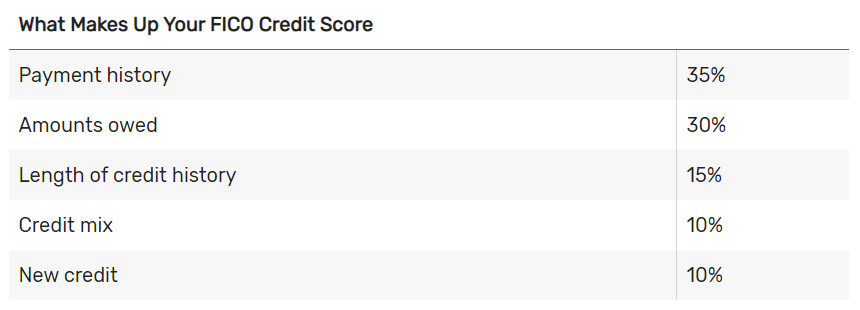 What Makes Up Your FICO Credit Score
Payment history 35%
Amounts owed 30%
Length of credit history 15%
Credit mix 10%
New credit 10%